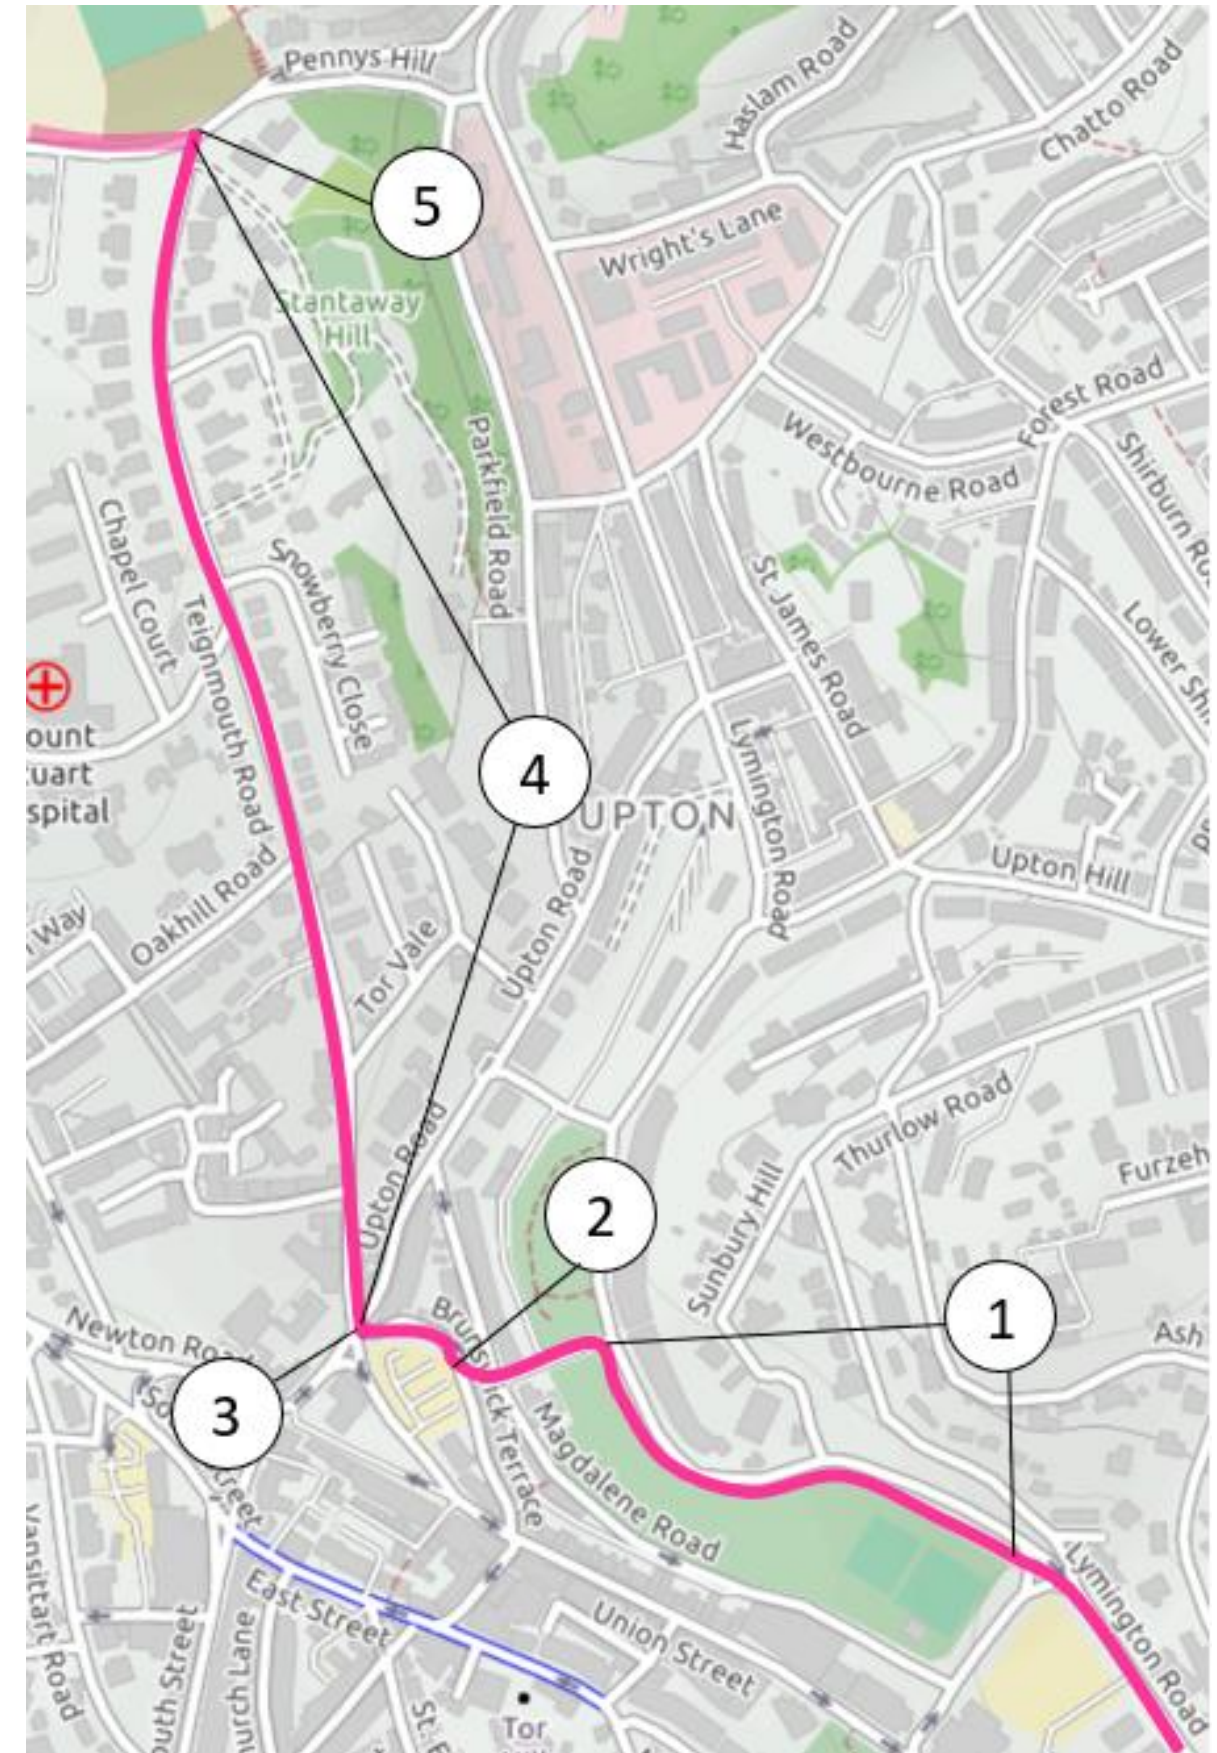 Pennys Hill
Haslam Road
Chatto Road
5
Wright's Lane
Stantaway
Hill
Forest Road
Westbourne Road
Shirburn
Parkfield Road
Chapel Court
Snowberry Close
St James Road
Lower
Teignmouth Road
ount
tuart
spital
4
UPTON
Lymington Road
Upton Hill
Oakhill Road
Way
Tor Vale
Upton Road
Thurlow Road
Upton Road
Furzeh
2
Sunbury Hill
1
Newton Road
Brunswick Terrace
Ash
3
Magdalene Road
Lymington Road
Vansittart Road
East Street
Union Street
outh Street
urch Lane
St.
Tor